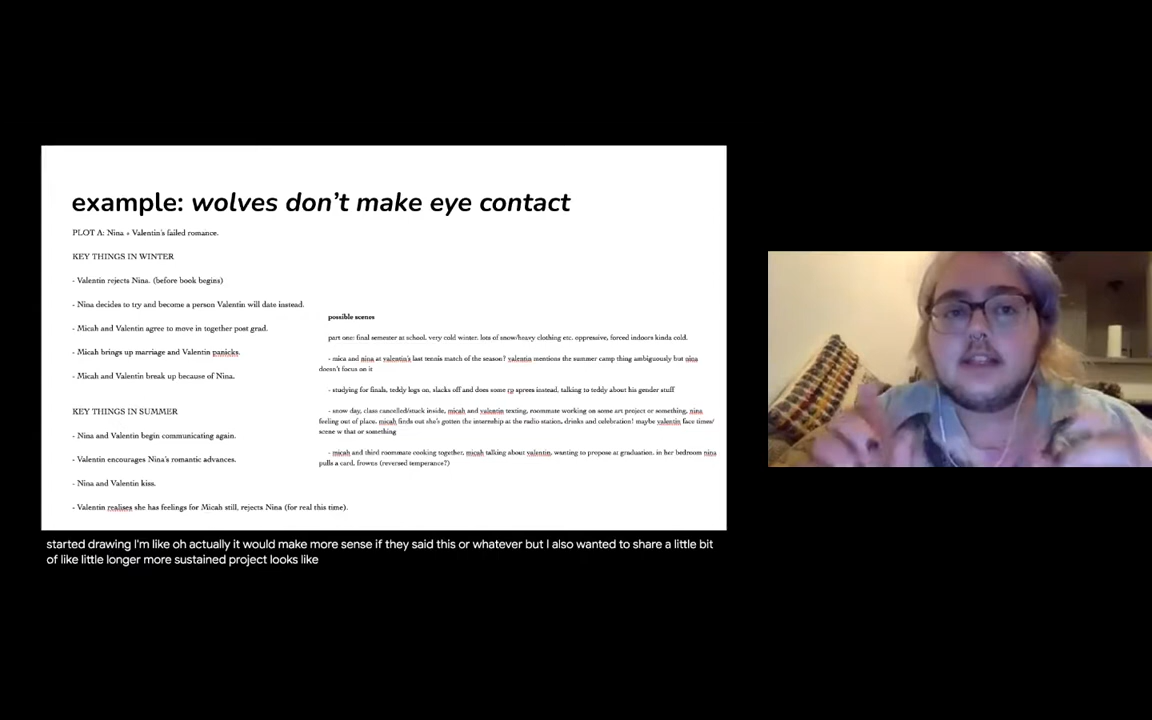 example: wolves don't make eye contact
PLOT A: Nina + Valentin's failed romance.
KEY THINGS IN WINTER
- Valentin rejects Nina. (before book begins)
- Nina decides to try and become a person Valentin will date instead.
- Micah and Valentin agree to move in together post grad.
- Micah brings up marriage and Valentin panicks.
- Micah and Valentin break up because of Nina.
KEY THINGS IN SUMMER
- Nina and Valentin begin communicating again.
- Valentin encourages Nina's romantic advances.
- Nina and Valentin kiss.
- Valentin realises she has feelings for Micah still, rejects Nina (for real this time).
possible scenes
part one: final semester at school, very cold winter. lots of snow/heavy clothing etc. oppressive, forced indoors kinda cold.
- mica and nina at valentin's last tennis match of the season? valentin mentions the summer camp thing ambiguously but nina
doesn't focus on it
- studying for finals, teddy logs on, slacks off and does some rp sprees instead, talking to teddy about his gender stuff
- snow day, class cancelled/stuck inside, micah and valentin texting, roommate working on some art project or something, nina
feeling out of place. micah finds out she's gotten the internship at the radio station, drinks and celebration! maybe valentin face times/
scene w that or something
- micah and third roommate cooking together, micah talking about valentin, wanting to propose at graduation. in her bedroom nina
pulls a card, frowns (reversed temperance?)
started drawing I'm like oh actually it would make more sense if they said this or whatever but I also wanted to share a little bit
of like little longer more sustained project looks like